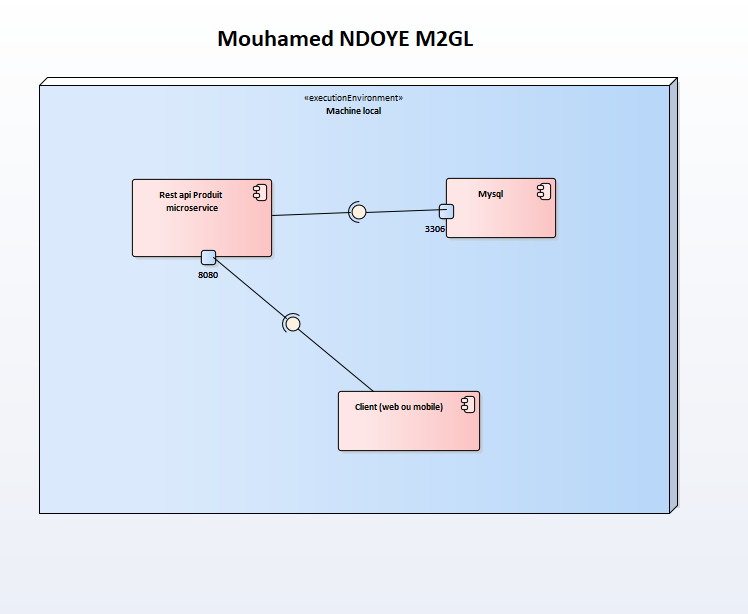 Mouhamed NDOYE M2GL
«executionEnvironment»
Machine local
Rest api Produit
microservice
Mysql
3306
8080
Client (web ou mobile)